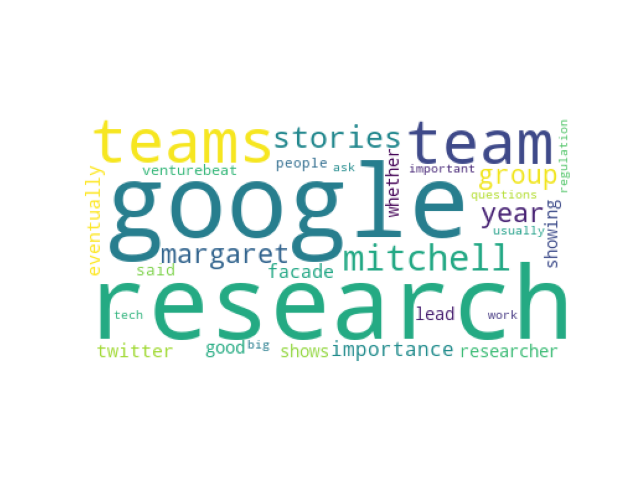 teams
stories
team
venturebeat
people
ask
whether
important
group
regulation
eventually
google
questions
year
usually
showing
margaret
mitchell
said
facade
research
tech
lead
work
twitter
good
big
shows
importance
researcher